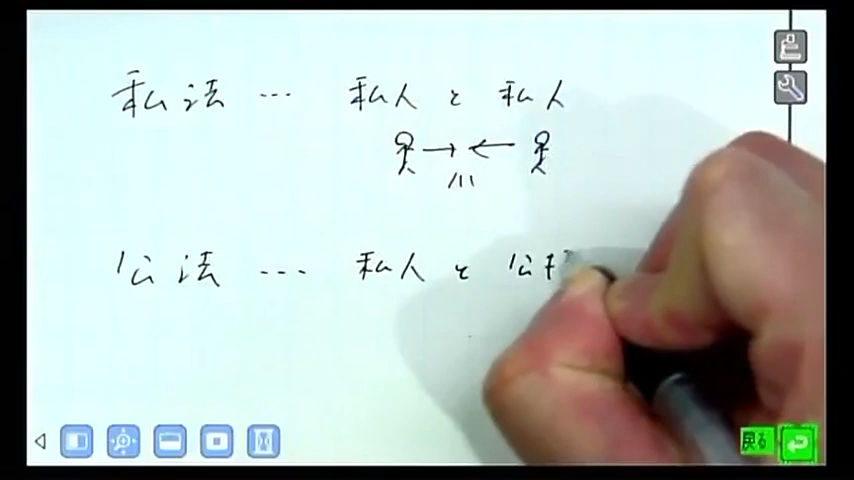 私法 … 私人 と 私人
公法 … 私人 と 公
戻る